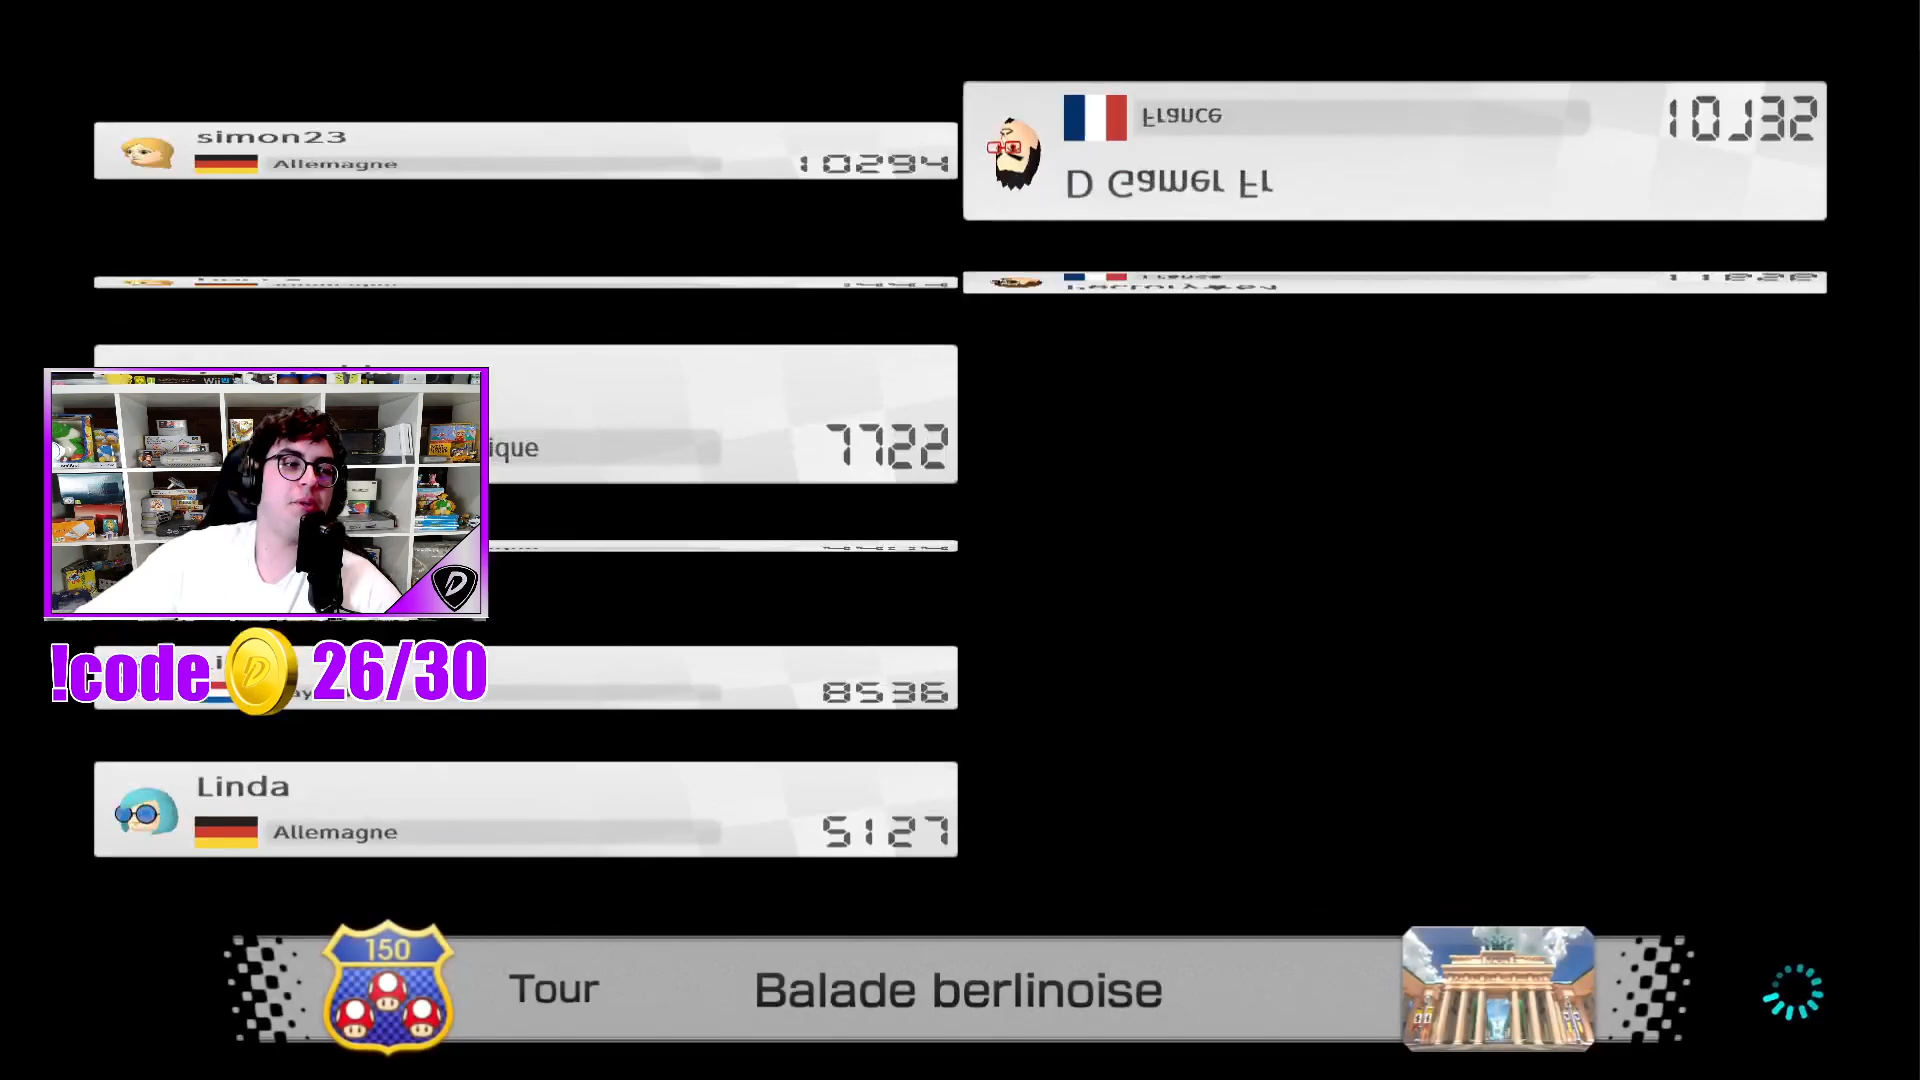 simon23
Allemagne
10294
France
10132
D Gamer Fr
ique
7722
!code 26/30
8536
Linda
Allemagne
5127
150
Tour
Balade berlinoise